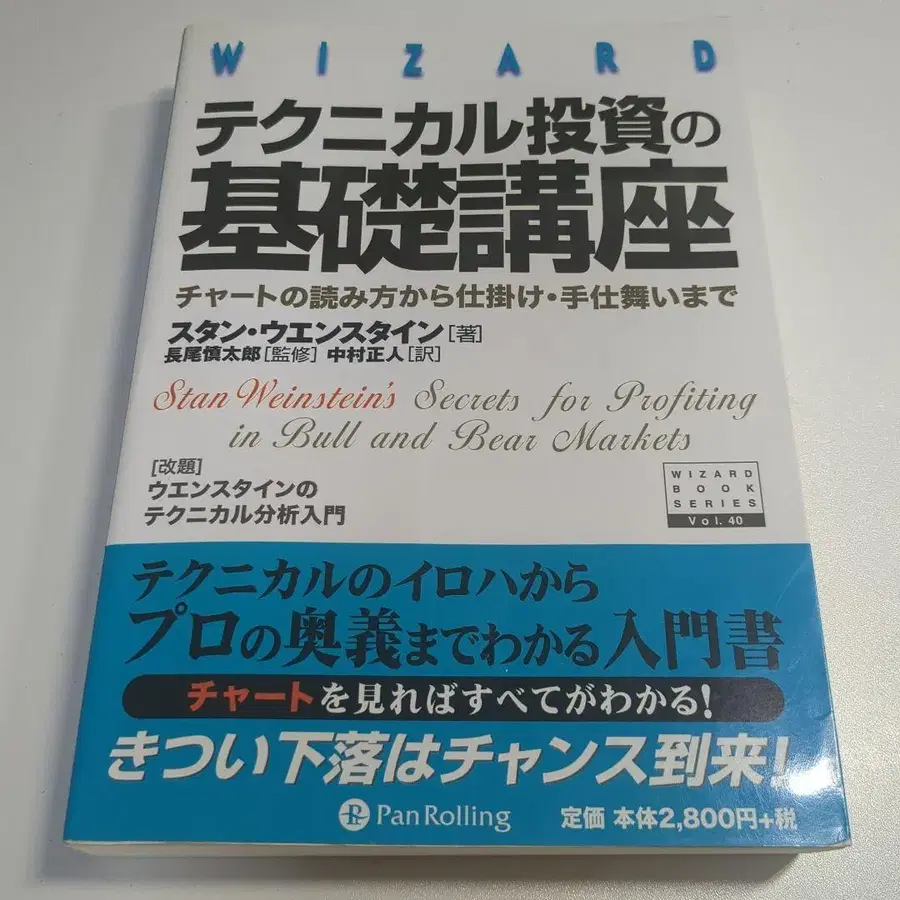 WIZARD
テクニカル投資の
基礎講座
チャートの読み方から仕掛け・手仕舞いまで
スタン・ウエンスタイン[著]
長尾慎太郎[監修] 中村正人[訳]
Stan Weinstein's Secrets for Profiting
in Bull and Bear Markets
[改題]
ウエンスタインの
テクニカル分析入門
WIZARD
BOOK
SERIES
Vol. 40
テクニカルのイロハから
プロの奥義までわかる入門書
チャートを見ればすべてがわかる!
きつい下落はチャンス到来!
PanRolling 定価 本体2,800円+税